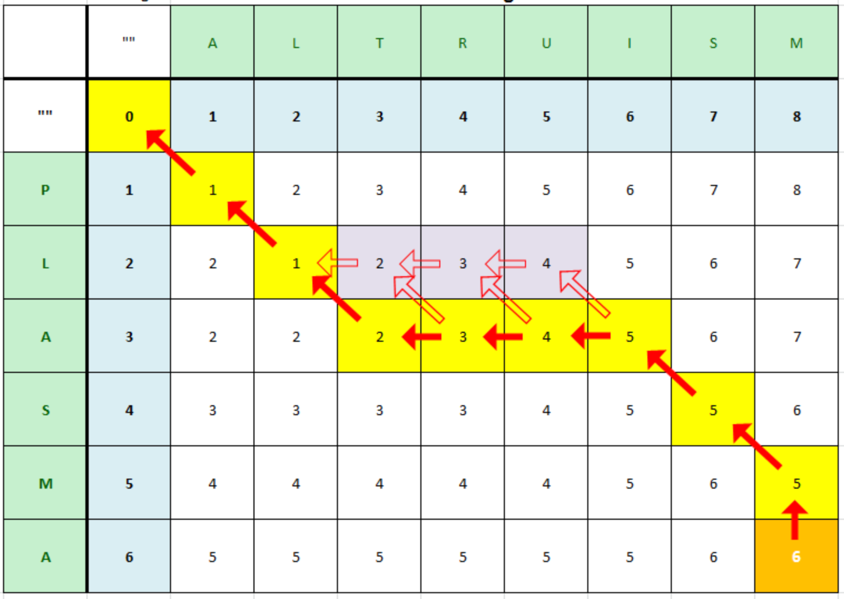 "" A L T R U I S M
"" 0 1 2 3 4 5 6 7 8
P 1 1 2 3 4 5 6 7 8
L 2 2 1 2 3 4 5 6 7
A 3 2 2 2 3 4 5 6 7
S 4 3 3 3 3 4 5 5 6
M 5 4 4 4 4 4 5 6 5
A 6 5 5 5 5 5 5 6 6